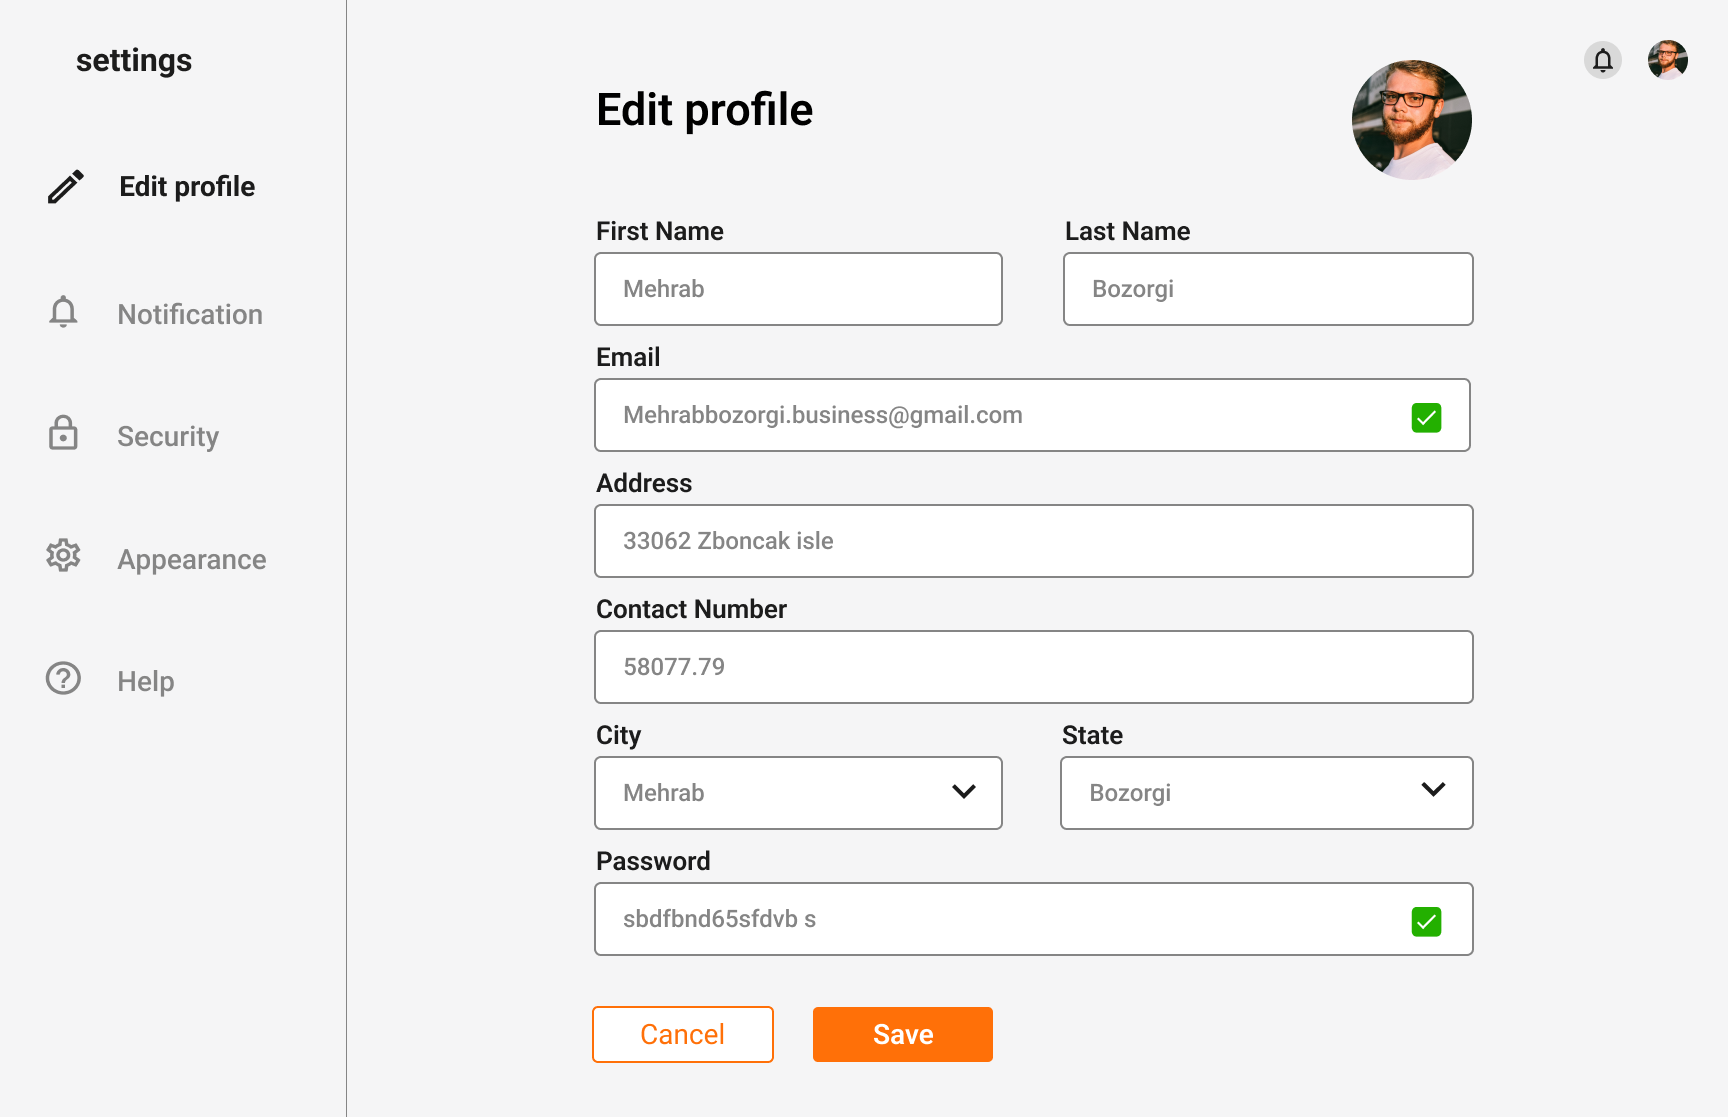 settings
Edit profile
Notification
Security
Appearance
Help
Edit profile
First Name
Last Name
Mehrab
Bozorgi
Email
Mehrabbozorgi.business@gmail.com
Address
33062 Zboncak isle
Contact Number
58077.79
City
State
Mehrab
Bozorgi
Password
sbdfbnd65sfdvb s
Cancel
Save